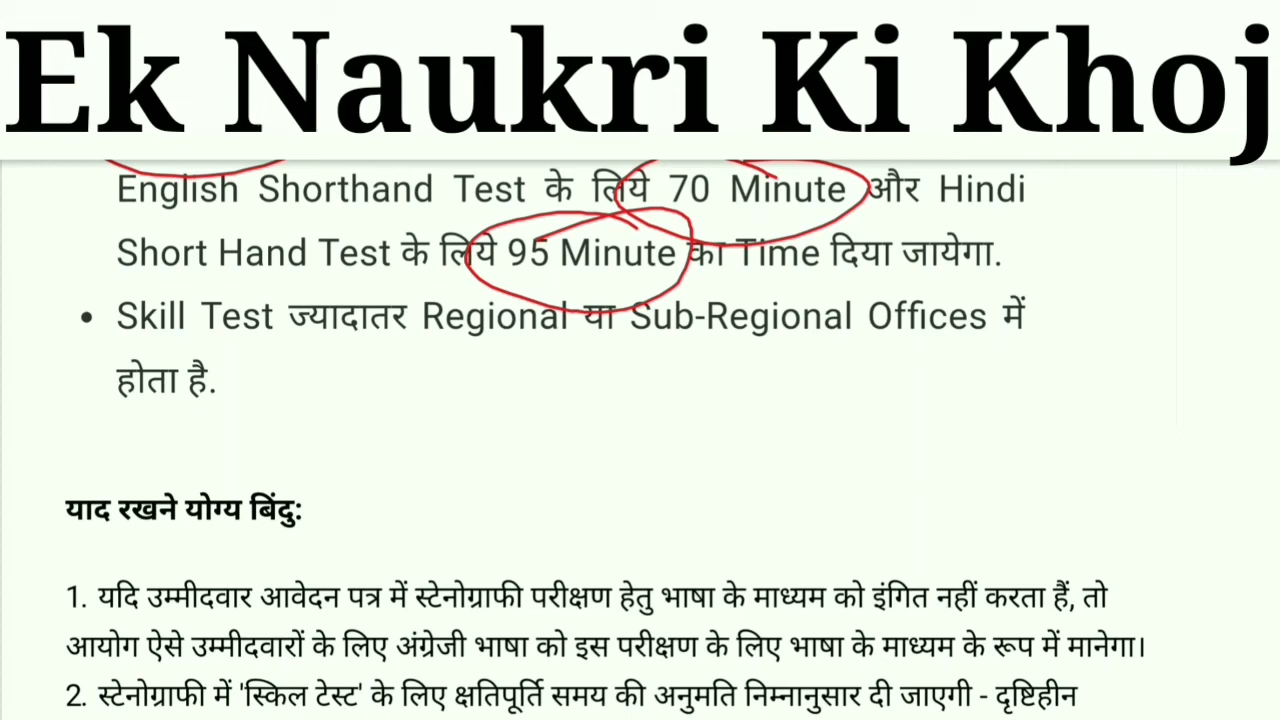 Ek Naukri Ki Khoj
English Shorthand Test के लिये 70 Minute और Hindi
Short Hand Test के लिये 95 Minute का Time दिया जायेगा.
• Skill Test ज्यादातर Regional या Sub-Regional Offices में
होता है.
याद रखने योग्य बिंदु:
1. यदि उम्मीदवार आवेदन पत्र में स्टेनोग्राफी परीक्षण हेतु भाषा के माध्यम को इंगित नहीं करता हैं, तो
आयोग ऐसे उम्मीदवारों के लिए अंग्रेजी भाषा को इस परीक्षण के लिए भाषा के माध्यम के रूप में मानेगा।
2. स्टेनोग्राफी में 'स्किल टेस्ट' के लिए क्षतिपूर्ति समय की अनुमति निम्नानुसार दी जाएगी - दृष्टिहीन